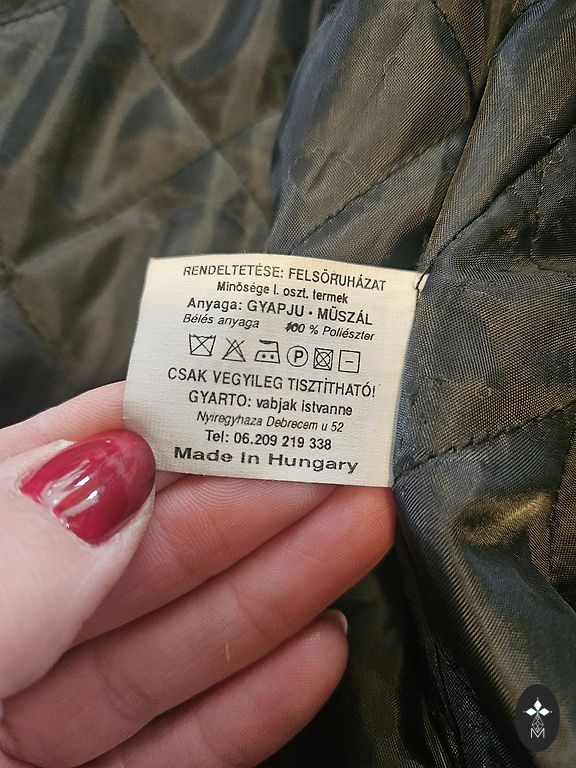 RENDELTETÉSE: FELSŐRUHÁZAT
Minősége I. oszt. termek
Anyaga: GYAPJU • MŰSZÁL
Bélés anyaga 100 % Poliészter
P
CSAK VEGYILEG TISZTÍTHATÓ!
GYARTO: vabjak istvanne
Nyiregyhaza Debrecem u 52
Tel: 06.209 219 338
Made In Hungary
M